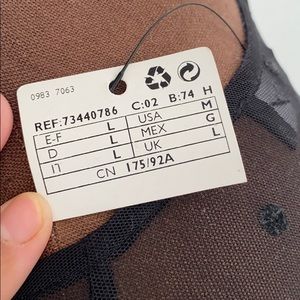 0983 7063
REF:73440786 C:02 B:74 H
E-F L USA M
D L MEX G
I L UK L
CN 175/92A